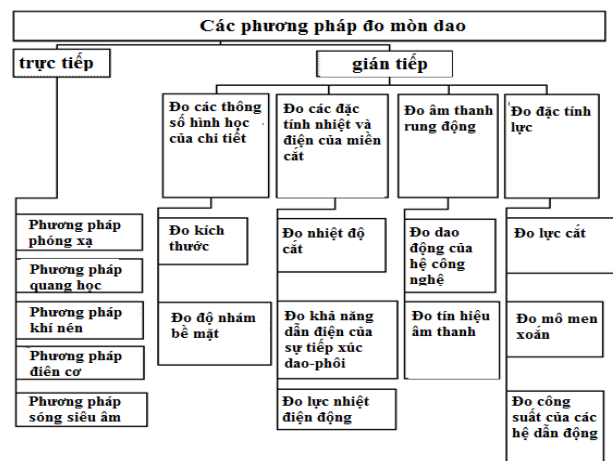 Các phương pháp đo mòn dao
trực tiếp
gián tiếp
Đo các thông
số hình học
của chi tiết
Đo các đặc
tính nhiệt và
điện của miền
cắt
Đo âm thanh
rung động
Đo đặc tính
lực
Phương pháp
phóng xạ
Phương pháp
quang học
Phương pháp
khí nén
Phương pháp
điên cơ
Phương pháp
sóng siêu âm
Đo kích
thước
Đo độ nhám
bề mặt
Đo nhiệt độ
cắt
Đo khả năng
dẫn điện của
sự tiếp xúc
dao-phôi
Đo lực nhiệt
điện động
Đo dao
động của
hệ công
nghệ
Đo tín hiệu
âm thanh
Đo lực cắt
Đo mô men
xoắn
Đo công
suất của các
hệ dẫn động